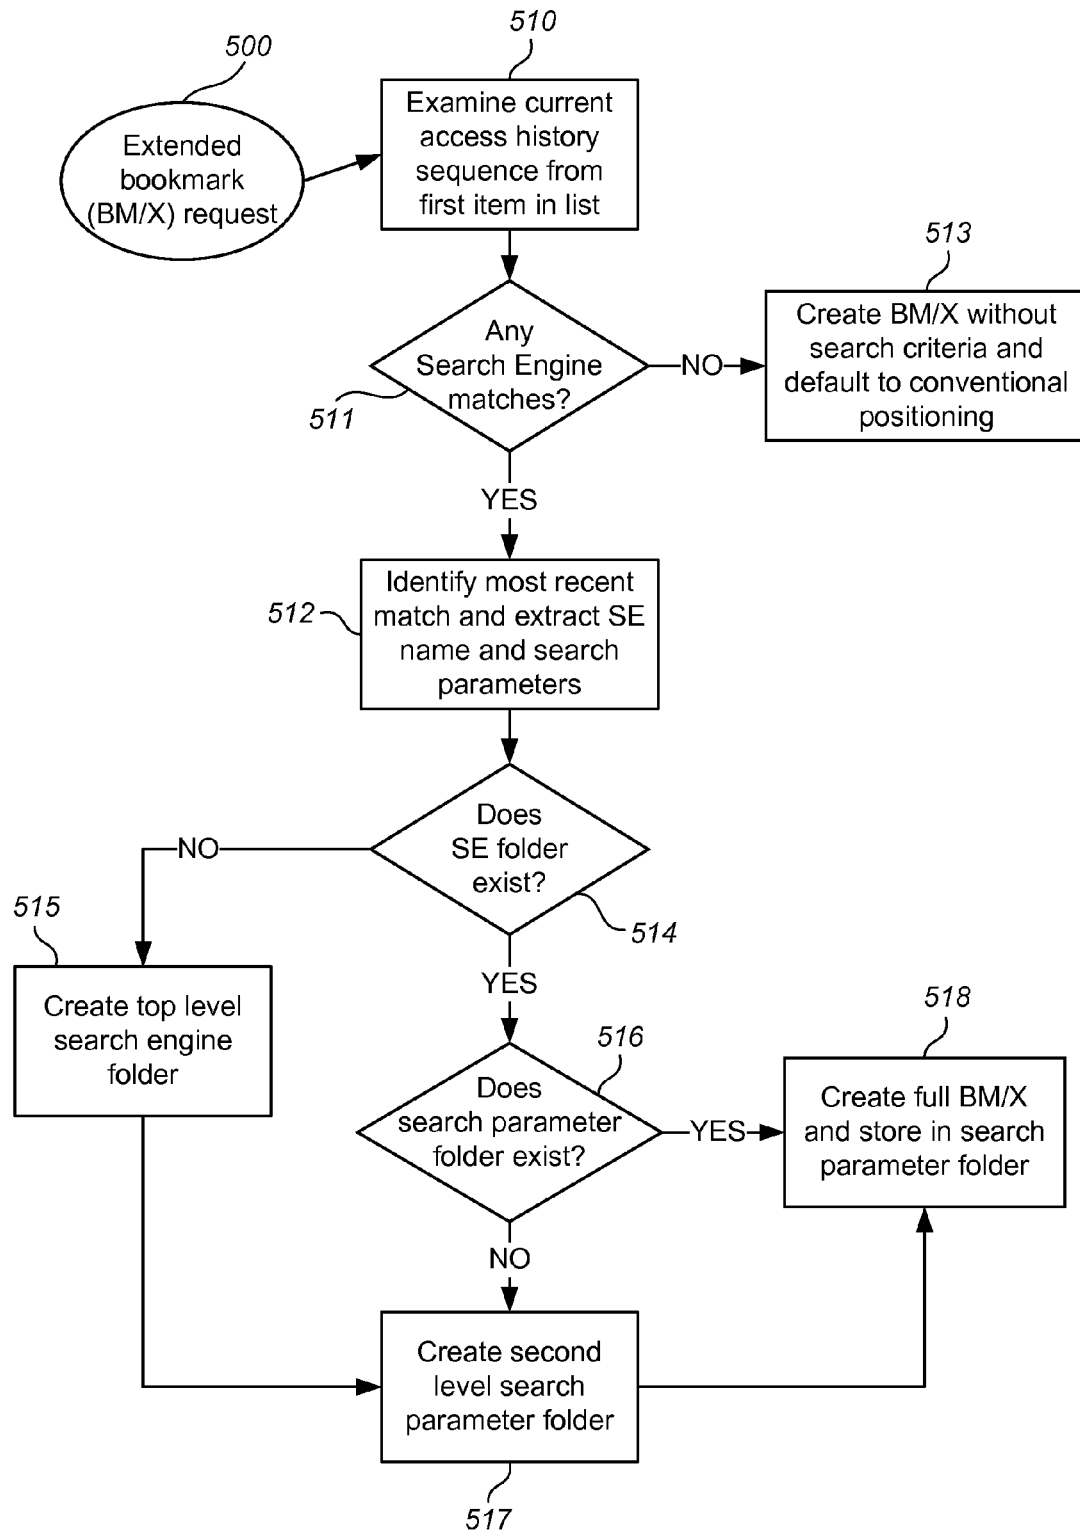 500
510
Extended
bookmark
(BM/X) request
Examine current
access history
sequence from
first item in list
513
Any
Search Engine
matches?
511
NO
Create BM/X without
search criteria and
default to conventional
positioning
YES
512
Identify most recent
match and extract SE
name and search
parameters
Does
SE folder
exist?
514
NO
515
YES
Create top level
search engine
folder
516
518
Does
search parameter
folder exist?
YES
Create full BM/X
and store in search
parameter folder
NO
Create second
level search
parameter folder
517